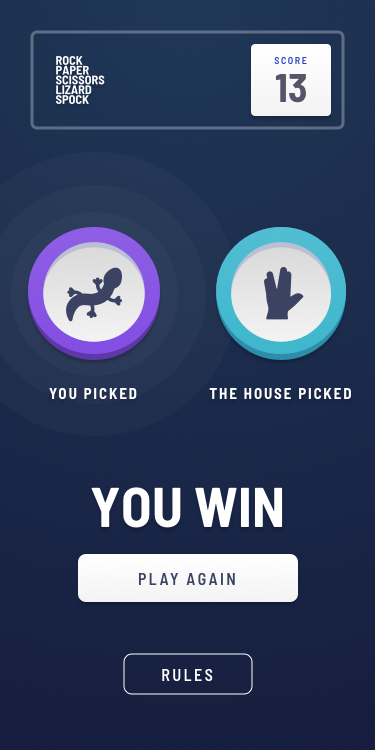 ROCK
PAPER
SCISSORS
LIZARD
SPOCK
SCORE
13
YOU PICKED
THE HOUSE PICKED
YOU WIN
PLAY AGAIN
RULES